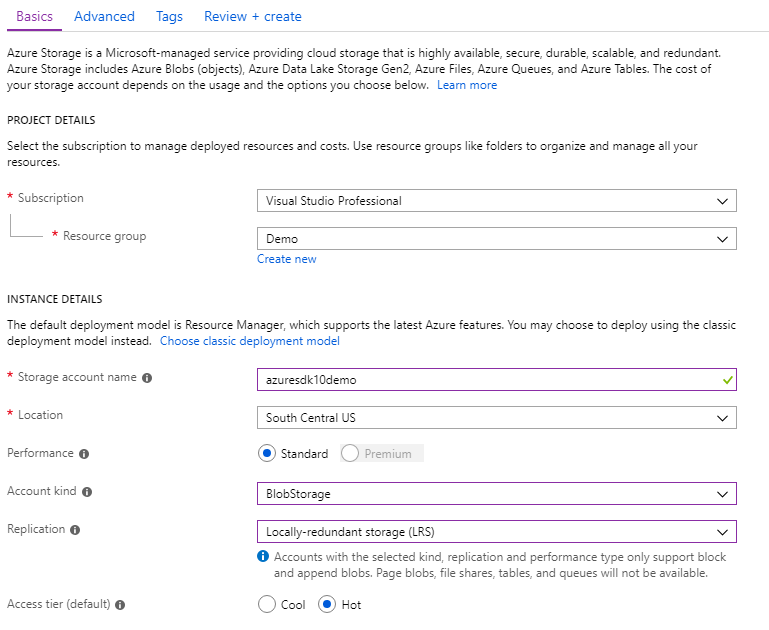 Basics Advanced Tags Review + create
Azure Storage is a Microsoft-managed service providing cloud storage that is highly available, secure, durable, scalable, and redundant.
Azure Storage includes Azure Blobs (objects), Azure Data Lake Storage Gen2, Azure Files, Azure Queues, and Azure Tables. The cost of
your storage account depends on the usage and the options you choose below. Learn more
PROJECT DETAILS
Select the subscription to manage deployed resources and costs. Use resource groups like folders to organize and manage all your
resources.
* Subscription Visual Studio Professional
* Resource group Demo
Create new
INSTANCE DETAILS
The default deployment model is Resource Manager, which supports the latest Azure features. You may choose to deploy using the classic
deployment model instead. Choose classic deployment model
* Storage account name azuresdk10demo
* Location South Central US
Performance Standard Premium
Account kind BlobStorage
Replication Locally-redundant storage (LRS)
Accounts with the selected kind, replication and performance type only support block
and append blobs. Page blobs, file shares, tables, and queues will not be available.
Access tier (default) Cool Hot